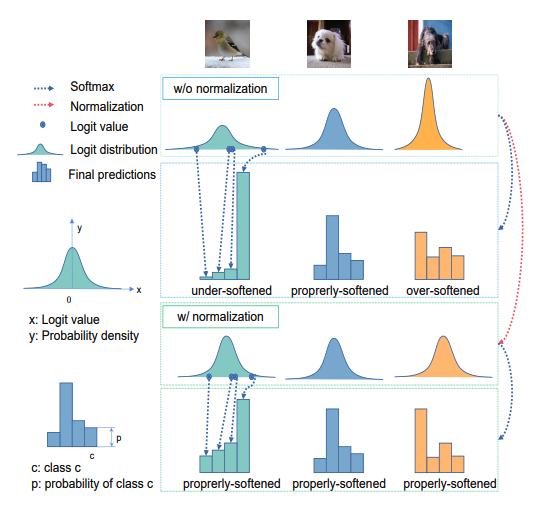 Softmax
Normalization
Logit value
Logit distribution
Final predictions
y
x
0
x: Logit value
y: Probability density
p
c
c: class c
p: probability of class c
w/o normalization
under-softened
proprerly-softened
over-softened
w/ normalization
proprerly-softened
properly-softened
properly-softened